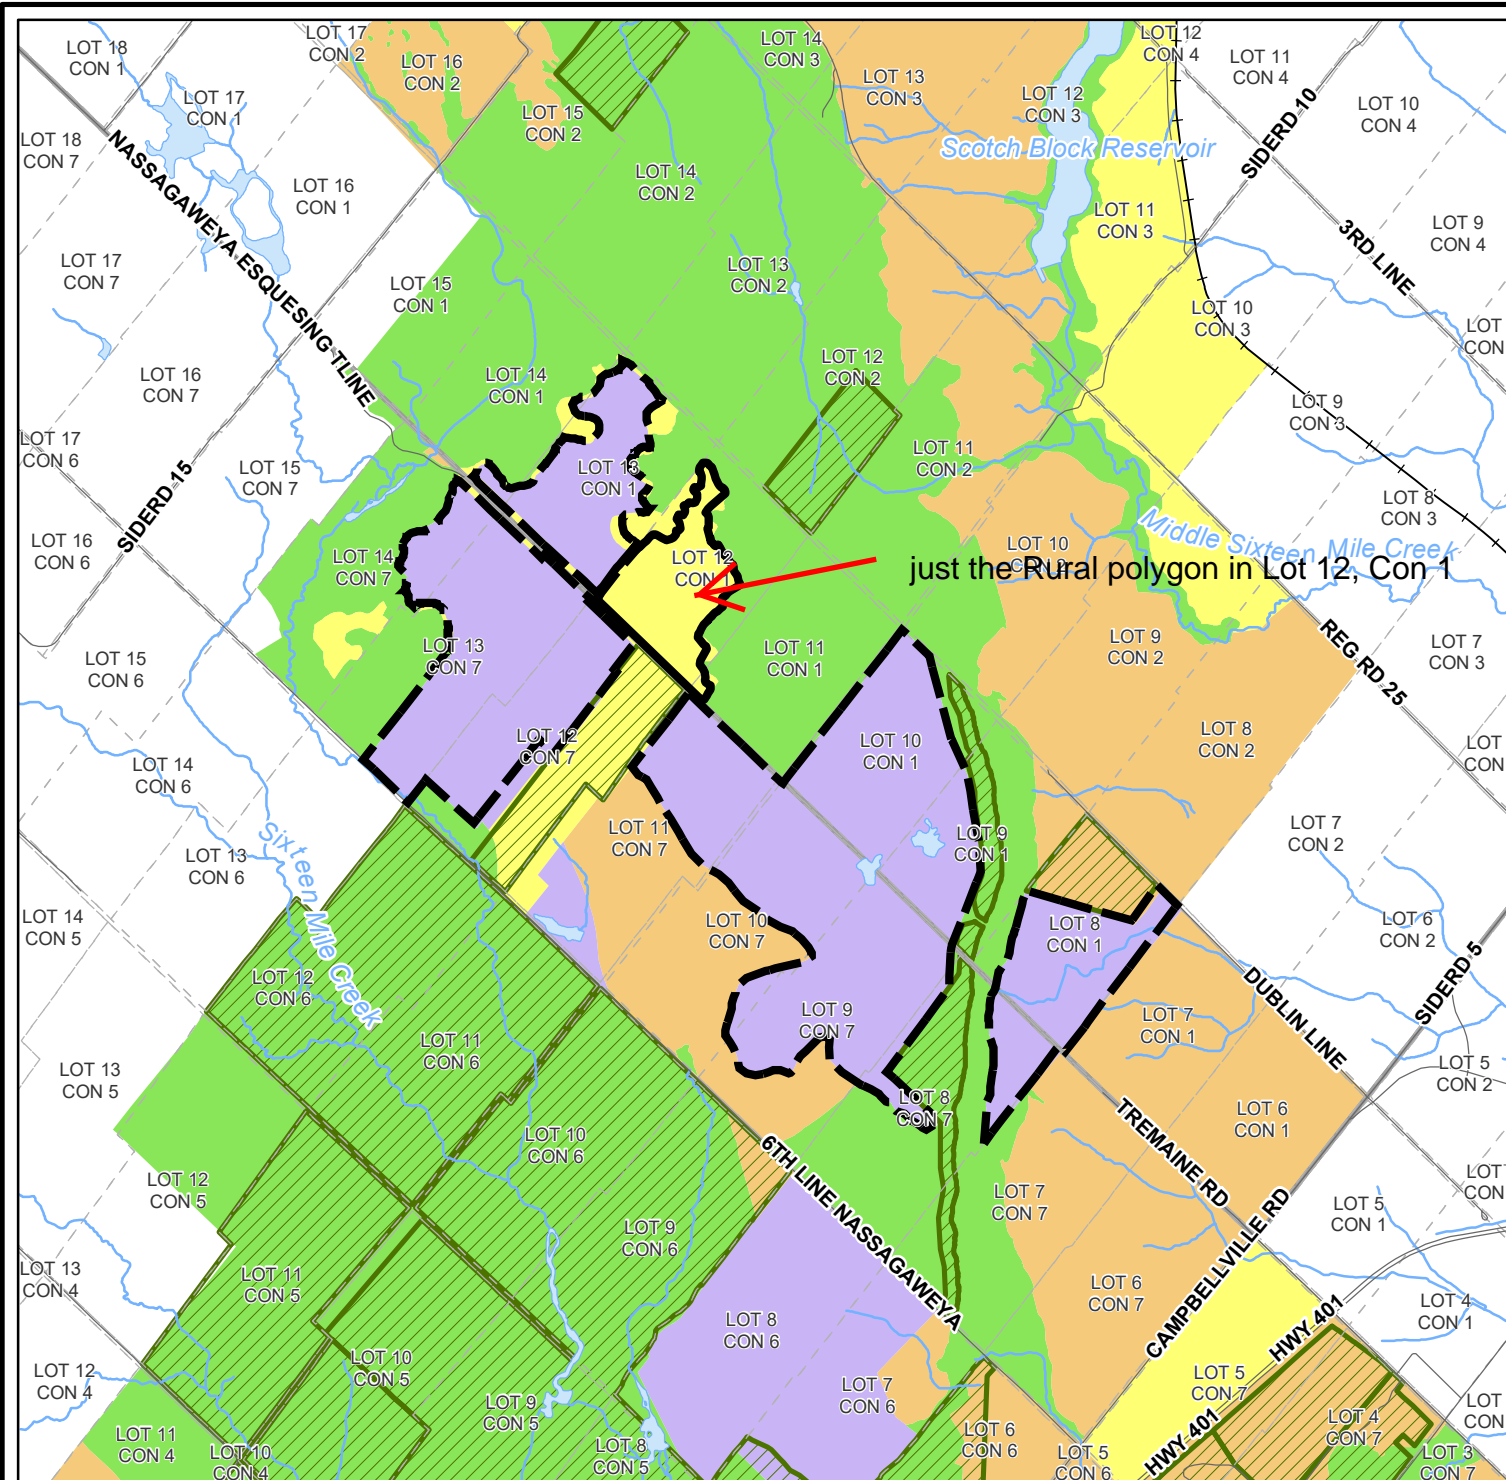 LOT 18
CON 1
LOT 17
CON 2
LOT 16
CON 2
LOT 14
CON 3
LOT 13
CON 3
LOT 12
CON 4
LOT 11
CON 4
LOT 17
CON 1
LOT 15
CON 2
LOT 12
CON 3
LOT 10
CON 4
SIDERD 10
LOT 18
CON 7
NASSAGAWEYA ESQUESING TLINE
Scotch Block Reservoir
LOT 16
CON 1
LOT 14
CON 2
LOT 11
CON 3
LOT 9
CON 4
3RD LINE
LOT 17
CON 7
LOT 15
CON 1
LOT 13
CON 2
LOT 10
CON 3
LOT
CON
LOT 16
CON 7
LOT 14
CON 1
LOT 12
CON 2
LOT 9
CON 3
LOT 17
CON 6
LOT 15
CON 7
LOT 13
CON 1
LOT 11
CON 2
SIDERD 15
LOT 8
CON 3
LOT 16
CON 6
LOT 14
CON 7
LOT 12
CON 1
LOT 10
CON 2
Middle Sixteen Mile Creek
just the Rural polygon in Lot 12, Con 1
LOT 15
CON 6
LOT 13
CON 7
LOT 11
CON 1
LOT 9
CON 2
LOT 7
CON 3
REG RD 25
LOT 14
CON 6
LOT 12
CON 7
LOT 10
CON 1
LOT 8
CON 2
LOT
CON
LOT 13
CON 6
Sixteen Mile Creek
LOT 11
CON 7
LOT 9
CON 1
LOT 7
CON 2
LOT 14
CON 5
LOT 12
CON 6
LOT 10
CON 7
LOT 8
CON 1
LOT 6
CON 2
SIDERD 5
DUBLIN LINE
LOT 13
CON 5
LOT 11
CON 6
LOT 9
CON 7
LOT 7
CON 1
LOT 5
CON 2
LOT 12
CON 5
LOT 10
CON 6
LOT 8
CON 7
LOT 6
CON 1
6TH LINE NASSAGAWEYA
TREMAINE RD
LOT 13
CON 4
LOT 11
CON 5
LOT 9
CON 6
LOT 7
CON 7
LOT 5
CON 1
LOT
CON
CAMPBELLVILLE RD
LOT 12
CON 4
LOT 10
CON 5
LOT 8
CON 6
LOT 6
CON 7
LOT 4
CON 1
HWY 401
LOT 11
CON 4
LOT 9
CON 5
LOT 7
CON 6
LOT 5
CON 7
LOT
CON
LOT 10
CON 4
LOT 8
CON 5
LOT 6
CON 6
LOT 5
CON 6
HWY 401
LOT 4
CON 7
LOT 3
CON 7